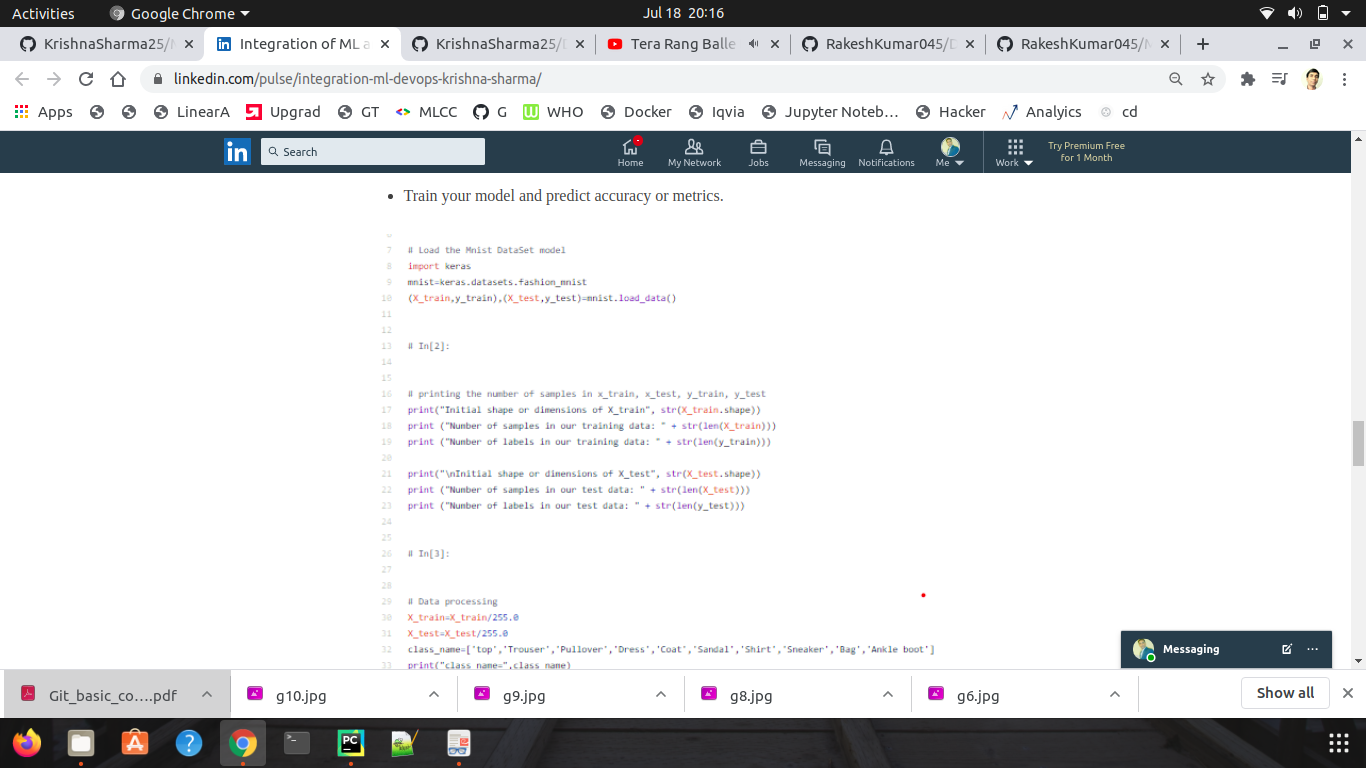 Activities
Google Chrome
Jul 18 20:16
KrishnaSharma25/
Integration of ML a
KrishnaSharma25/
Tera Rang Balle
RakeshKumar045/
RakeshKumar045/
linkedin.com/pulse/integration-ml-devops-krishna-sharma/
Apps
LinearA
Upgrad
GT
MLCC
G
WHO
Docker
Iqvia
Jupyter Noteb...
Hacker
Analyics
cd
in
Search
Home
My Network
Jobs
Messaging
Notifications
Me
Work
Try Premium Free
for 1 Month
• Train your model and predict accuracy or metrics.
7 # Load the Mnist DataSet model
8 import keras
9 mnist=keras.datasets.fashion_mnist
10 (X_train,y_train),(X_test,y_test)=mnist.load_data()
11
12
13 # In[2]:
14
15
16 # printing the number of samples in x_train, x_test, y_train, y_test
17 print("Initial shape or dimensions of X_train", str(X_train.shape))
18 print ("Number of samples in our training data: " + str(len(X_train)))
19 print ("Number of labels in our training data: " + str(len(y_train)))
20
21 print("\nInitial shape or dimensions of X_test", str(X_test.shape))
22 print ("Number of samples in our test data: " + str(len(X_test)))
23 print ("Number of labels in our test data: " + str(len(y_test)))
24
25
26 # In[3]:
27
28
29 # Data processing
30 X_train=X_train/255.0
31 X_test=X_test/255.0
32 class_name=['top','Trouser','Pullover','Dress','Coat','Sandal','Shirt','Sneaker','Bag','Ankle boot']
33 print("class_name=",class_name)
Messaging
Git_basic_co....pdf
g10.jpg
g9.jpg
g8.jpg
g6.jpg
Show all
PC